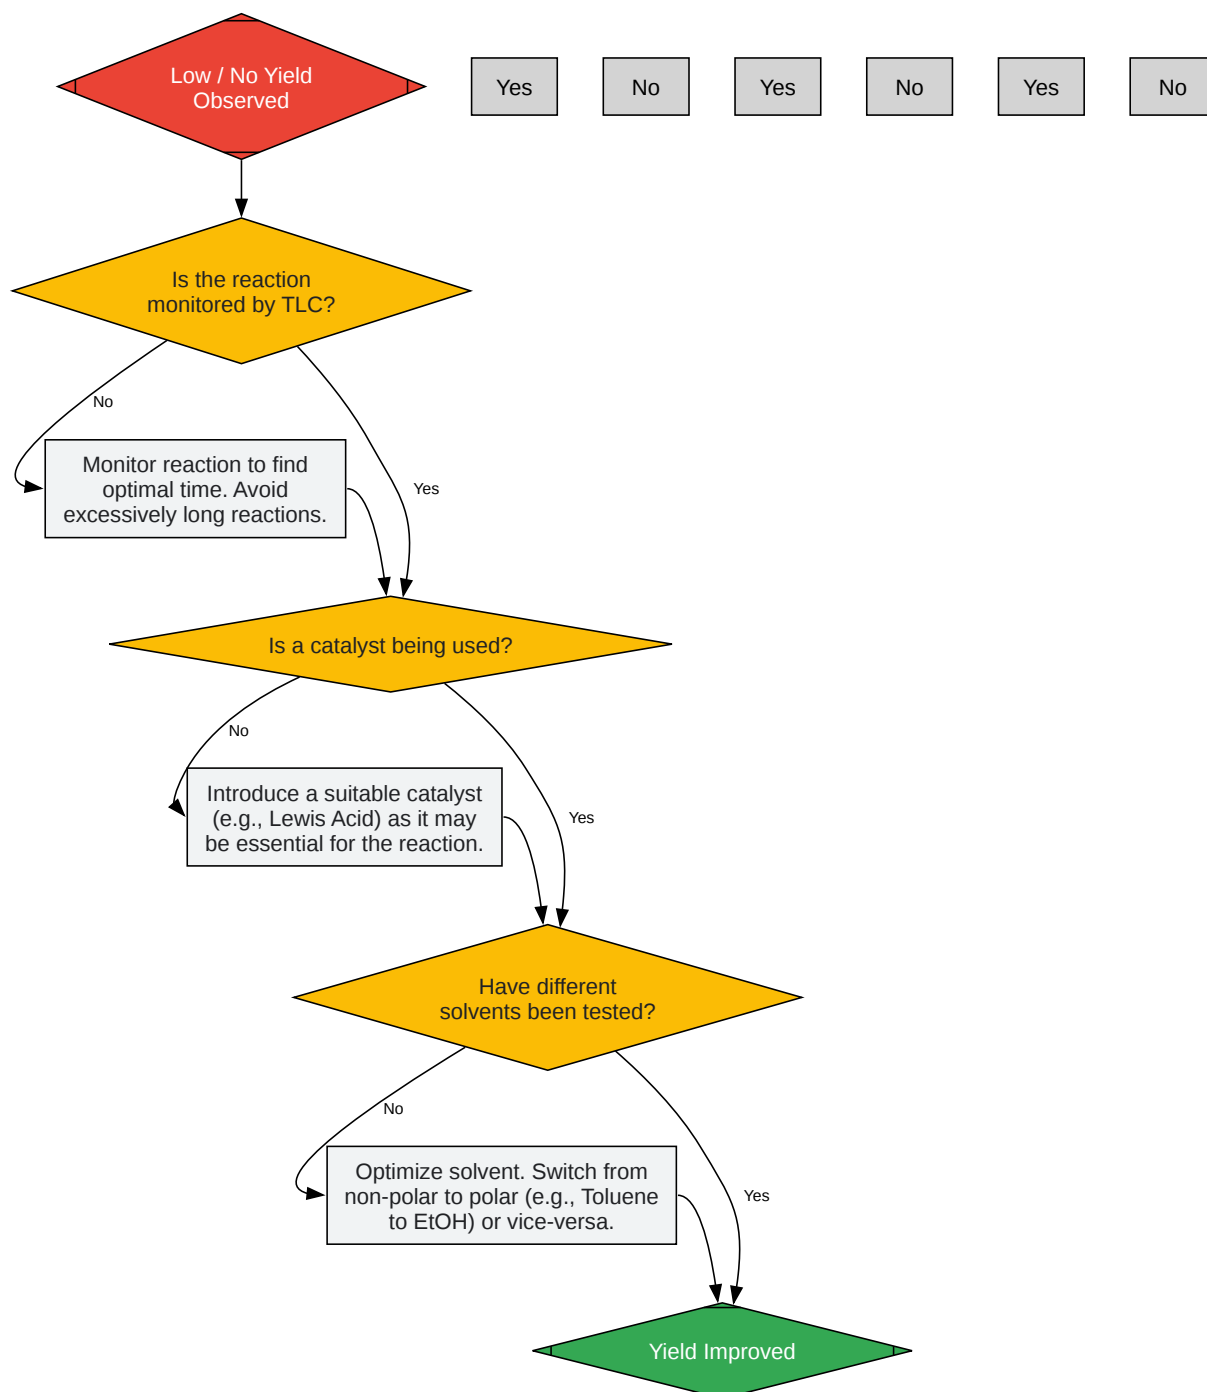 Low / No Yield
Observed
Yes
No
Yes
No
Yes
No
Is the reaction
monitored by TLC?
No
Monitor reaction to find
optimal time. Avoid
excessively long reactions.
Yes
Is a catalyst being used?
No
Introduce a suitable catalyst
(e.g., Lewis Acid) as it may
be essential for the reaction.
Yes
Have different
solvents been tested?
No
Optimize solvent. Switch from
non-polar to polar (e.g., Toluene
to EtOH) or vice-versa.
Yes
Yield Improved